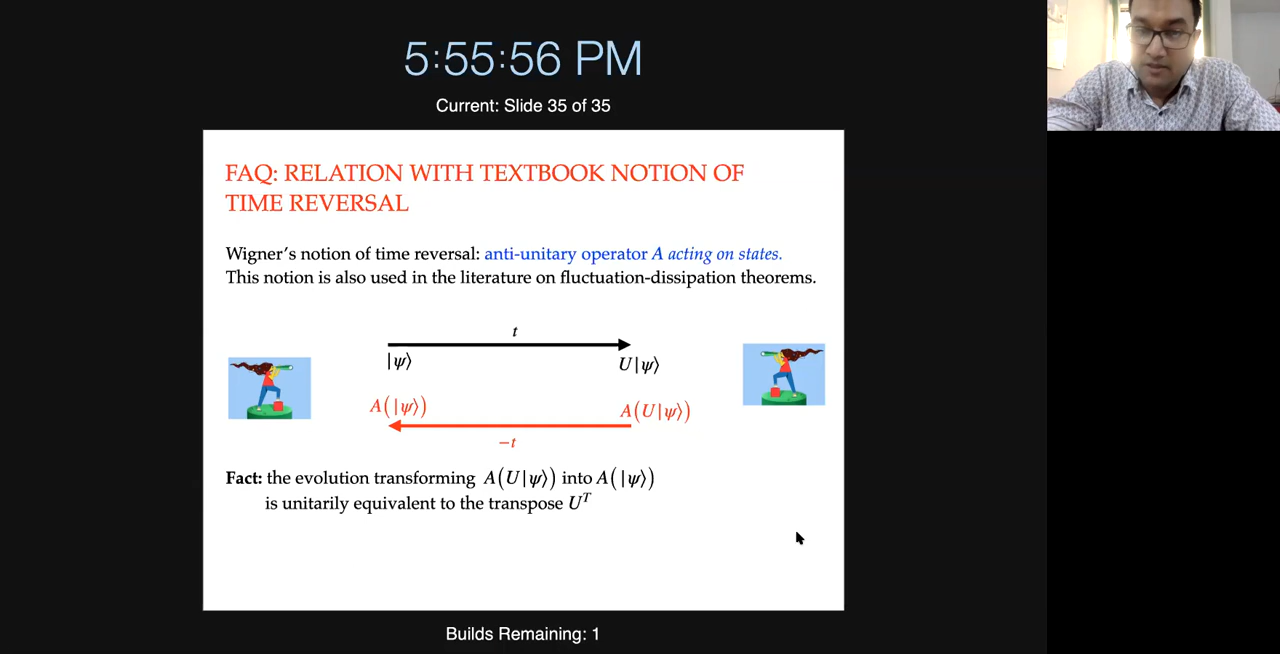 5:55:56 PM
Current: Slide 35 of 35
FAQ: RELATION WITH TEXTBOOK NOTION OF
TIME REVERSAL
Wigner's notion of time reversal: anti-unitary operator A acting on states.
This notion is also used in the literature on fluctuation-dissipation theorems.
t
|ψ⟩
U|ψ⟩
A(|ψ⟩)
A(U|ψ⟩)
−t
Fact: the evolution transforming A(U|ψ⟩) into A(|ψ⟩)
is unitarily equivalent to the transpose Uᵀ
Builds Remaining: 1